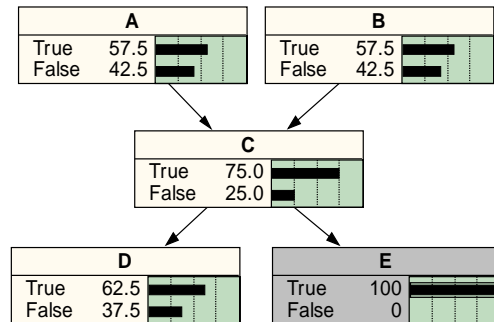 A
True 57.5
False 42.5
B
True 57.5
False 42.5
C
True 75.0
False 25.0
D
True 62.5
False 37.5
E
True 100
False 0